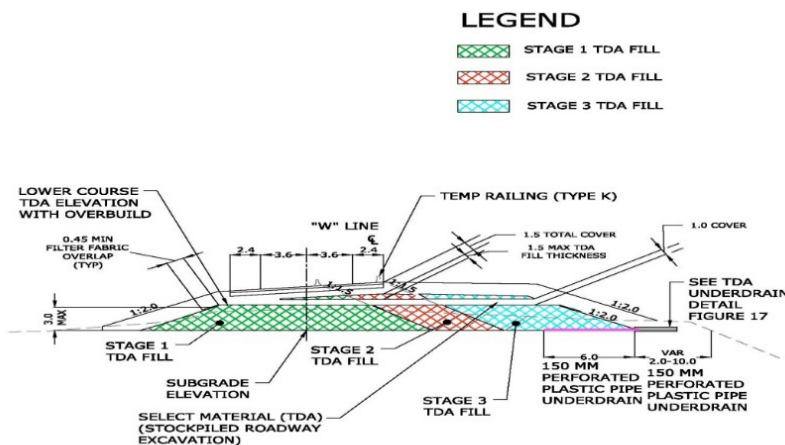 LEGEND
STAGE 1 TDA FILL
STAGE 2 TDA FILL
STAGE 3 TDA FILL
LOWER COURSE
TDA ELEVATION
WITH OVERBUILD
0.45 MIN
FILTER FABRIC
OVERLAP
(TYP)
"W" LINE
℄
2.4
3.6
3.6
2.4
TEMP RAILING (TYPE K)
1.5 TOTAL COVER
1.5 MAX TDA
FILL THICKNESS
1.0 COVER
SEE TDA
UNDERDRAIN
DETAIL
FIGURE 17
3.0
MAX
1:2.0
1:1.5
1:1.5
1:2.0
1:2.0
STAGE 1
TDA FILL
SUBGRADE
ELEVATION
STAGE 2
TDA FILL
SELECT MATERIAL (TDA)
(STOCKPILED ROADWAY
EXCAVATION)
STAGE 3
TDA FILL
6.0
150 MM
PERFORATED
PLASTIC PIPE
UNDERDRAIN
VAR
2.0-10.0
150 MM
PERFORATED
PLASTIC PIPE
UNDERDRAIN